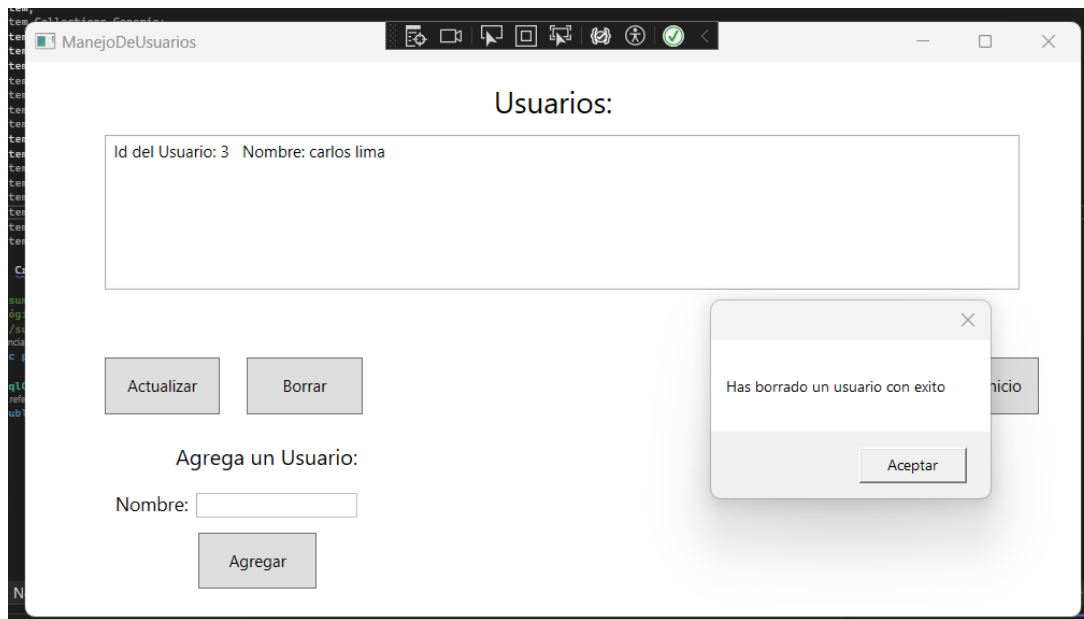 ManejoDeUsuarios
Usuarios:
Id del Usuario: 3   Nombre: carlos lima
Has borrado un usuario con exito
Aceptar
Actualizar
Borrar
Agrega un Usuario:
Nombre:
Agregar